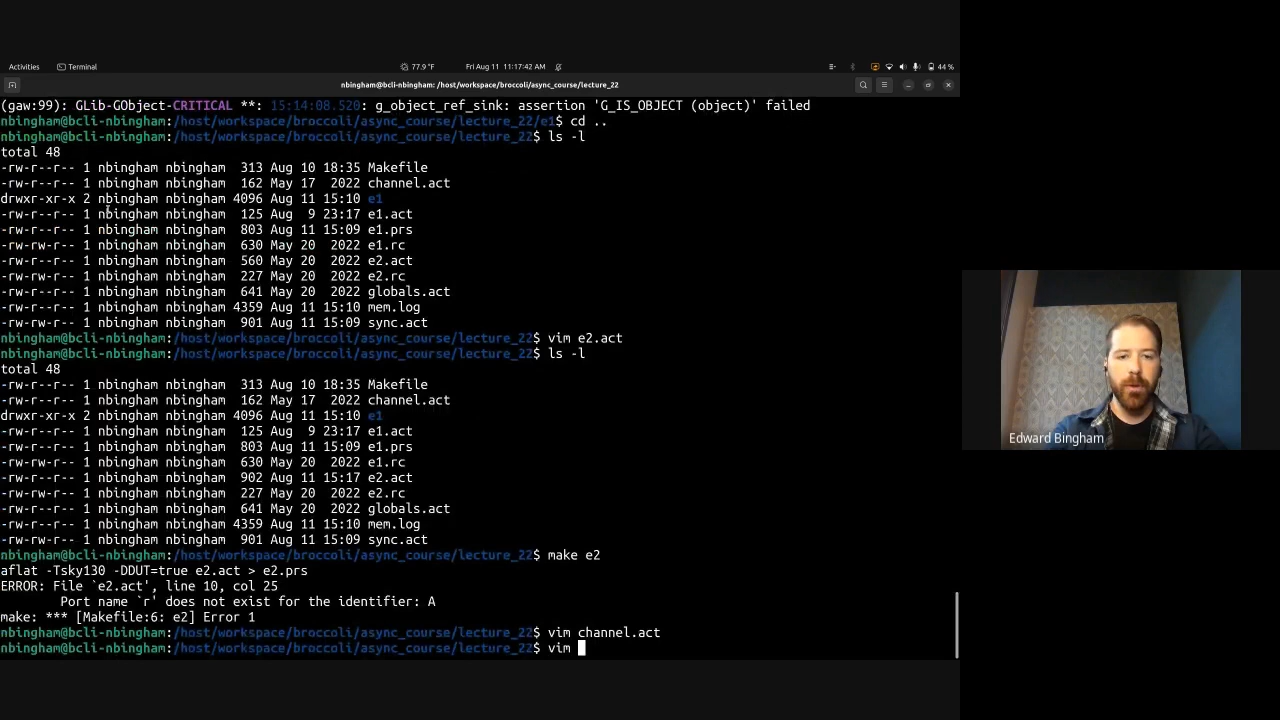 Activities Terminal 77.9 °F Fri Aug 11 11:17:42 AM 44 %
nbingham@bcli-nbingham: /host/workspace/broccoli/async_course/lecture_22
(gaw:99): GLib-GObject-CRITICAL **: 15:14:08.520: g_object_ref_sink: assertion 'G_IS_OBJECT (object)' failed
nbingham@bcli-nbingham:/host/workspace/broccoli/async_course/lecture_22/e1$ cd ..
nbingham@bcli-nbingham:/host/workspace/broccoli/async_course/lecture_22$ ls -l
total 48
-rw-r--r-- 1 nbingham nbingham  313 Aug 10 18:35 Makefile
-rw-r--r-- 1 nbingham nbingham  162 May 17  2022 channel.act
drwxr-xr-x 2 nbingham nbingham 4096 Aug 11 15:10 e1
-rw-r--r-- 1 nbingham nbingham  125 Aug  9 23:17 e1.act
-rw-r--r-- 1 nbingham nbingham  803 Aug 11 15:09 e1.prs
-rw-rw-r-- 1 nbingham nbingham  630 May 20  2022 e1.rc
-rw-r--r-- 1 nbingham nbingham  560 May 20  2022 e2.act
-rw-rw-r-- 1 nbingham nbingham  227 May 20  2022 e2.rc
-rw-r--r-- 1 nbingham nbingham  641 May 20  2022 globals.act
-rw-rw-r-- 1 nbingham nbingham 4359 Aug 11 15:10 mem.log
-rw-rw-r-- 1 nbingham nbingham  901 Aug 11 15:09 sync.act
nbingham@bcli-nbingham:/host/workspace/broccoli/async_course/lecture_22$ vim e2.act
nbingham@bcli-nbingham:/host/workspace/broccoli/async_course/lecture_22$ ls -l
total 48
-rw-r--r-- 1 nbingham nbingham  313 Aug 10 18:35 Makefile
-rw-r--r-- 1 nbingham nbingham  162 May 17  2022 channel.act
drwxr-xr-x 2 nbingham nbingham 4096 Aug 11 15:10 e1
-rw-r--r-- 1 nbingham nbingham  125 Aug  9 23:17 e1.act
-rw-r--r-- 1 nbingham nbingham  803 Aug 11 15:09 e1.prs
-rw-rw-r-- 1 nbingham nbingham  630 May 20  2022 e1.rc
-rw-r--r-- 1 nbingham nbingham  902 Aug 11 15:17 e2.act
-rw-rw-r-- 1 nbingham nbingham  227 May 20  2022 e2.rc
-rw-r--r-- 1 nbingham nbingham  641 May 20  2022 globals.act
-rw-rw-r-- 1 nbingham nbingham 4359 Aug 11 15:10 mem.log
-rw-rw-r-- 1 nbingham nbingham  901 Aug 11 15:09 sync.act
nbingham@bcli-nbingham:/host/workspace/broccoli/async_course/lecture_22$ make e2
aflat -Tsky130 -DDUT=true e2.act > e2.prs
ERROR: File `e2.act', line 10, col 25
Port name `r' does not exist for the identifier: A
make: *** [Makefile:6: e2] Error 1
nbingham@bcli-nbingham:/host/workspace/broccoli/async_course/lecture_22$ vim channel.act
nbingham@bcli-nbingham:/host/workspace/broccoli/async_course/lecture_22$ vim
Edward Bingham